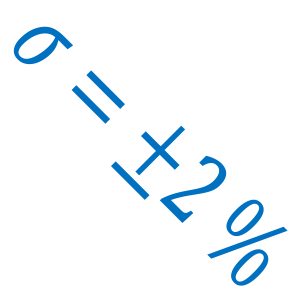 σ = ±2%